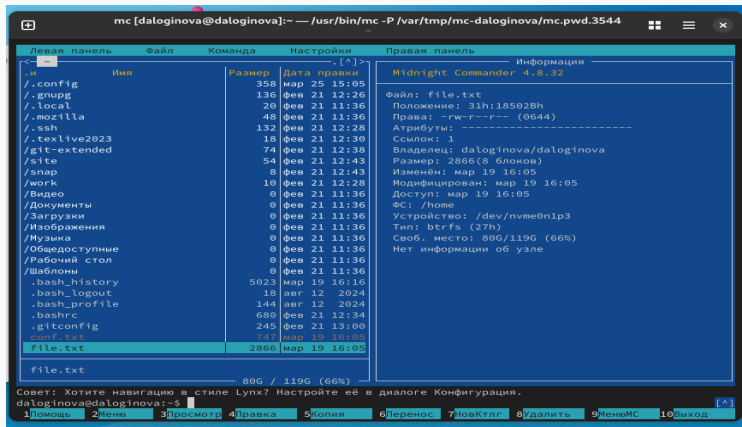 mc [daloginova@daloginova]:~ — /usr/bin/mc -P /var/tmp/mc-daloginova/mc.pwd.3544
~
Левая панель Файл Команда Настройки Правая панель
<— ~ .[^]>
.и Имя Размер Дата правки
/.config 358 мар 25 15:05
/.gnupg 136 фев 21 12:26
/.local 20 фев 21 11:36
/.mozilla 48 фев 21 11:36
/.ssh 132 фев 21 12:28
/.texlive2023 18 фев 21 12:30
/git-extended 74 фев 21 12:38
/site 54 фев 21 12:43
/snap 8 фев 21 12:43
/work 10 фев 21 12:28
/Видео 0 фев 21 11:36
/Документы 0 фев 21 11:36
/Загрузки 0 фев 21 11:36
/Изображения 0 фев 21 11:36
/Музыка 0 фев 21 11:36
/Общедоступные 0 фев 21 11:36
/Рабочий стол 0 фев 21 11:36
/Шаблоны 0 фев 21 11:36
.bash_history 5023 мар 19 16:16
.bash_logout 18 авг 12 2024
.bash_profile 144 авг 12 2024
.bashrc 680 фев 21 12:34
.gitconfig 245 фев 21 13:00
conf.txt 747 мар 19 16:05
file.txt 2866 мар 19 16:05
file.txt
80G / 119G (66%)
Информация
Midnight Commander 4.8.32
Файл: file.txt
Положение: 31h:18502Bh
Права: -rw-r--r-- (0644)
Атрибуты: --------------------------
Ссылок: 1
Владелец: daloginova/daloginova
Размер: 2866(8 блоков)
Изменён: мар 19 16:05
Модифицирован: мар 19 16:05
Доступ: мар 19 16:05
ФС: /home
Устройство: /dev/nvme0n1p3
Тип: btrfs (27h)
Своб. место: 80G/119G (66%)
Нет информации об узле
Совет: Хотите навигацию в стиле Lynx? Настройте её в диалоге Конфигурация.
daloginova@daloginova:~$ [^]
1Помощь 2Меню 3Просмотр 4Правка 5Копия 6Перенос 7НовКтлг 8Удалить 9МенюMC 10Выход